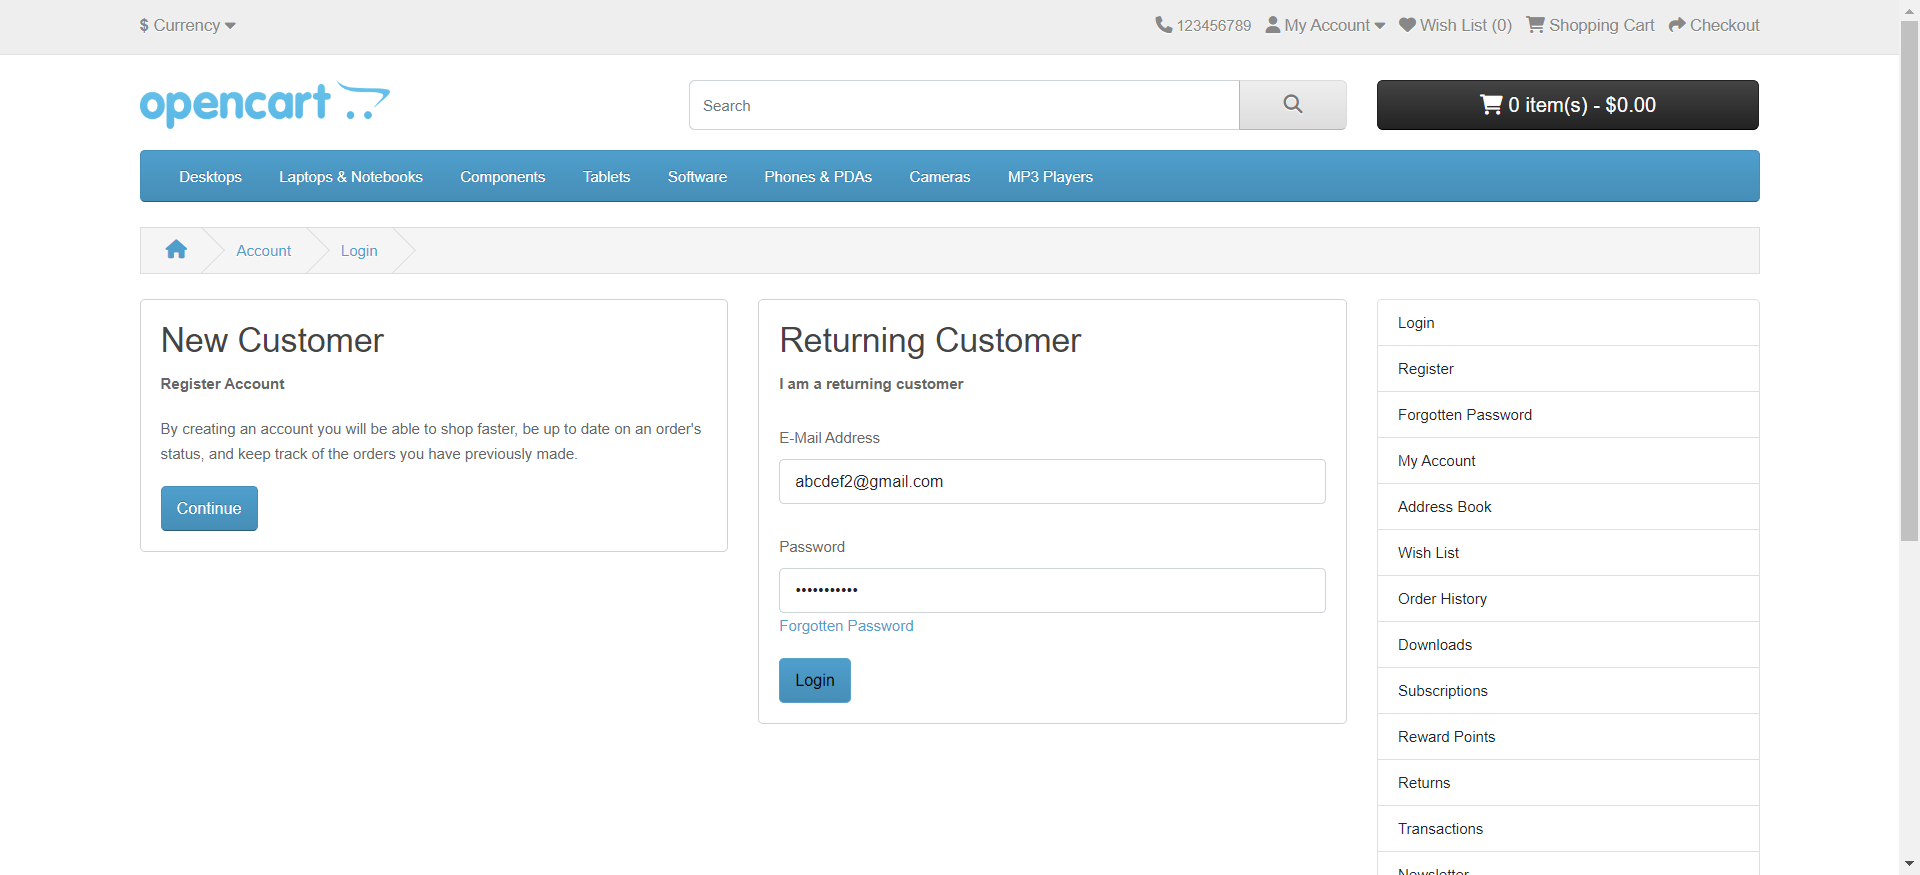 $ Currency
123456789 My Account Wish List (0) Shopping Cart Checkout
opencart
Search
0 item(s) - $0.00
Desktops Laptops & Notebooks Components Tablets Software Phones & PDAs Cameras MP3 Players
Account Login
New Customer
Register Account
By creating an account you will be able to shop faster, be up to date on an order's
status, and keep track of the orders you have previously made.
Continue
Returning Customer
I am a returning customer
E-Mail Address
abcdef2@gmail.com
Password
•••••••••••
Forgotten Password
Login
Login
Register
Forgotten Password
My Account
Address Book
Wish List
Order History
Downloads
Subscriptions
Reward Points
Returns
Transactions
Newsletter